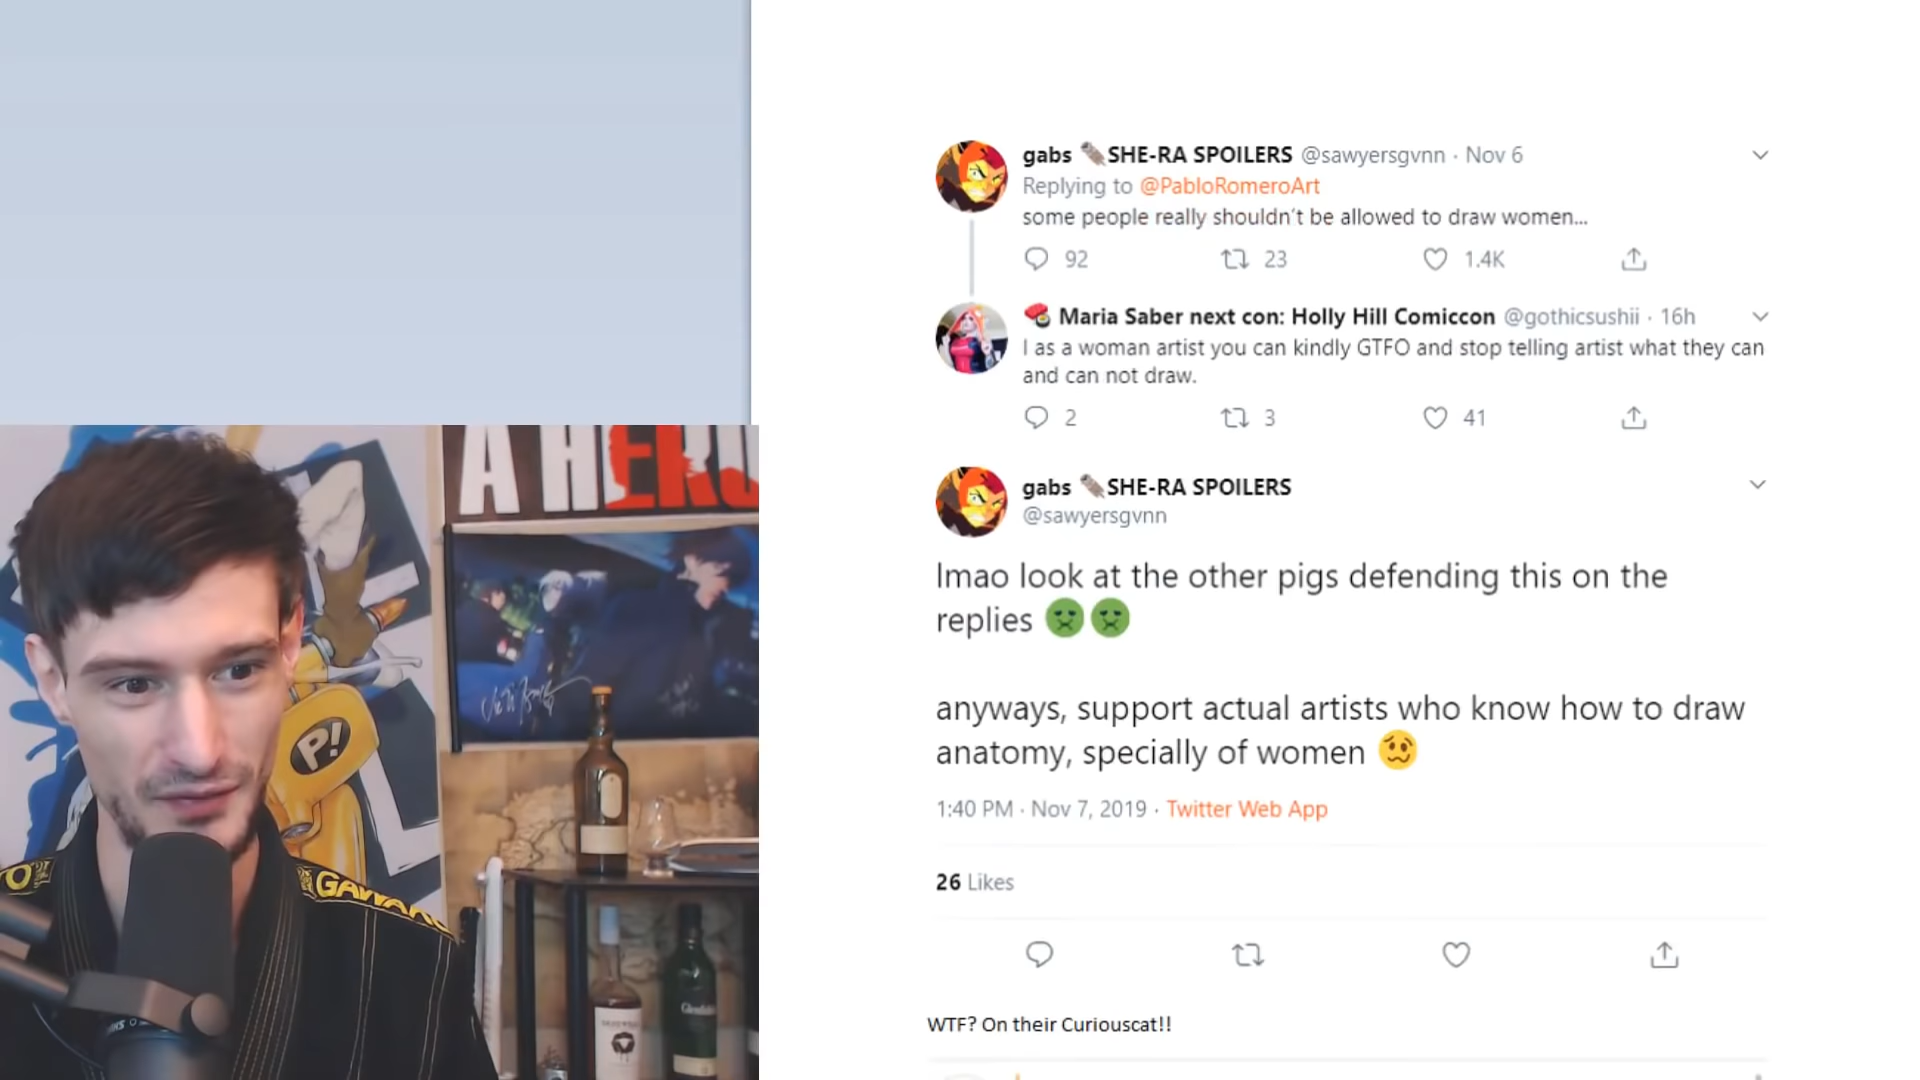 gabs SHE-RA SPOILERS @sawyersgvnn · Nov 6
Replying to @PabloRomeroArt
some people really shouldn't be allowed to draw women...
92 23 1.4K
Maria Saber next con: Holly Hill Comiccon @gothicsushii · 16h
I as a woman artist you can kindly GTFO and stop telling artist what they can
and can not draw.
2 3 41
gabs SHE-RA SPOILERS
@sawyersgvnn
lmao look at the other pigs defending this on the
replies
anyways, support actual artists who know how to draw
anatomy, specially of women
1:40 PM · Nov 7, 2019 · Twitter Web App
26 Likes
WTF? On their Curiouscat!!
A HERO
P!